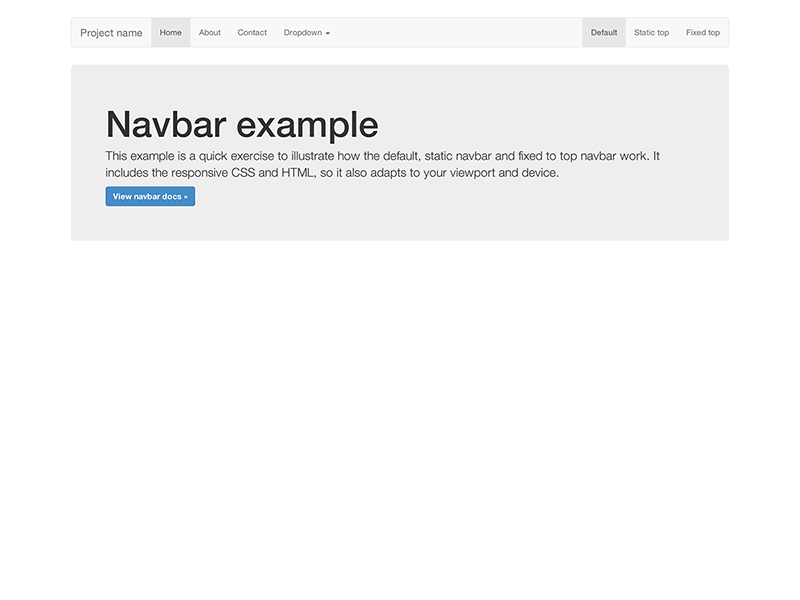 Project name Home About Contact Dropdown Default Static top Fixed top
Navbar example
This example is a quick exercise to illustrate how the default, static navbar and fixed to top navbar work. It
includes the responsive CSS and HTML, so it also adapts to your viewport and device.
View navbar docs »